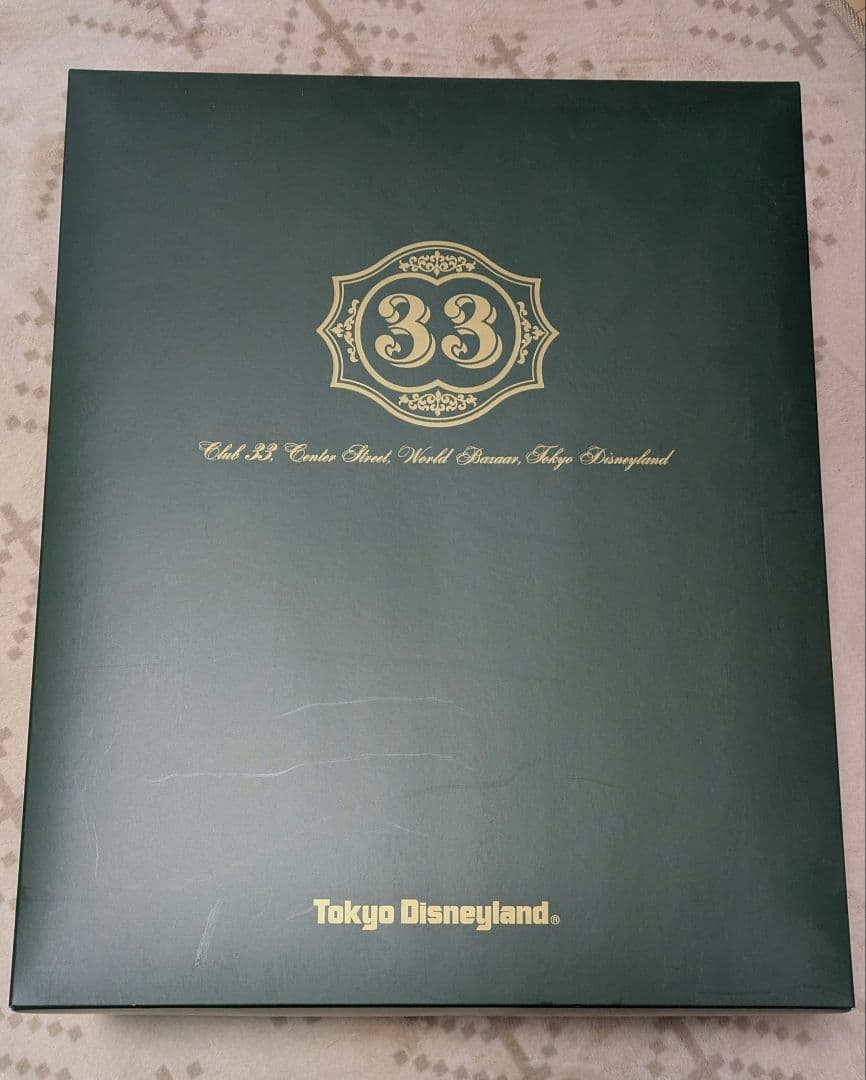 33
Club 33, Center Street, World Bazaar, Tokyo Disneyland
Tokyo Disneyland®